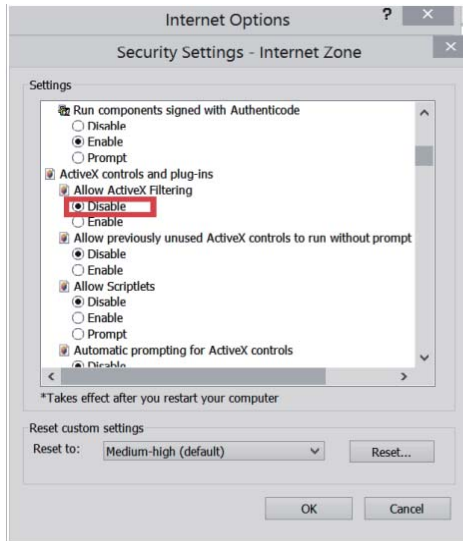 Internet Options
?
×
Security Settings - Internet Zone
×
Settings
Run components signed with Authenticode
Disable
Enable
Prompt
ActiveX controls and plug-ins
Allow ActiveX Filtering
Disable
Enable
Allow previously unused ActiveX controls to run without prompt
Disable
Enable
Allow Scriptlets
Disable
Enable
Prompt
Automatic prompting for ActiveX controls
Disable
*Takes effect after you restart your computer
Reset custom settings
Reset to:
Medium-high (default)
Reset...
OK
Cancel